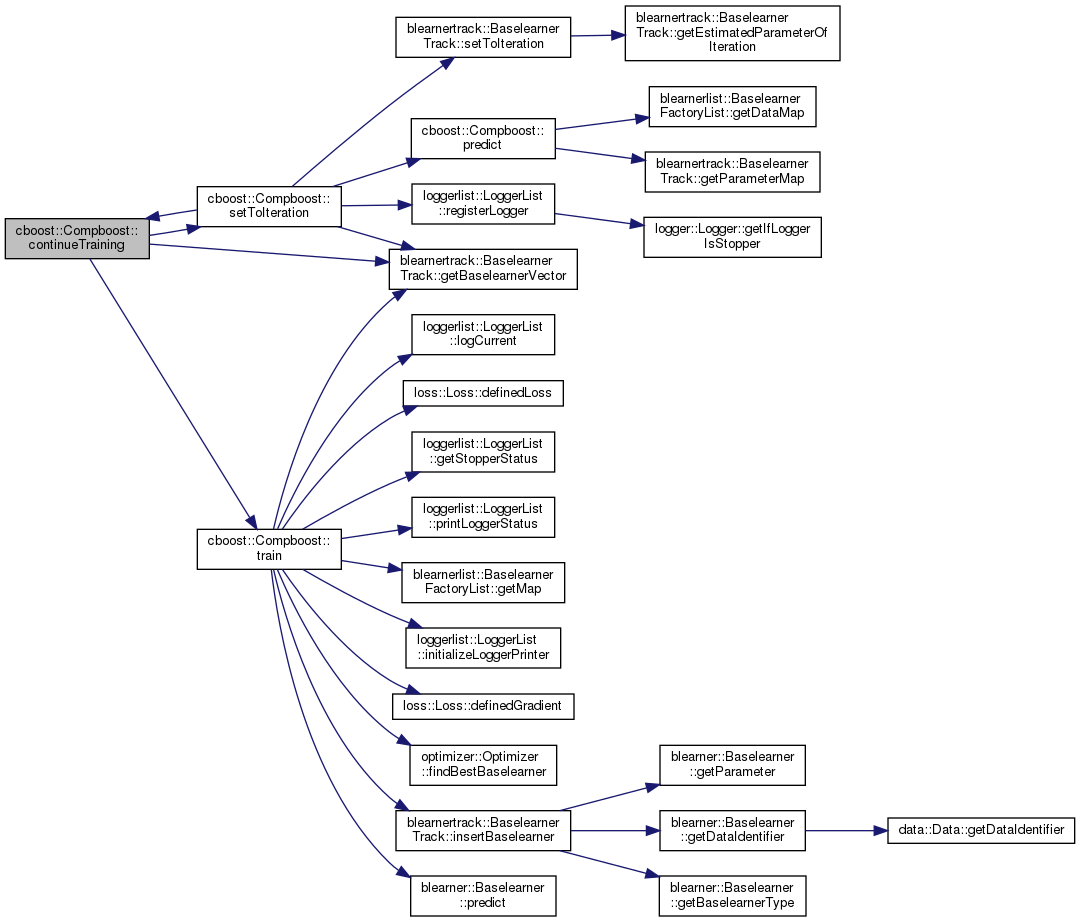 cboost::Compboost::
continueTraining
cboost::Compboost::
setToIteration
cboost::Compboost::
train
blearnertrack::Baselearner
Track::setToIteration
cboost::Compboost::
predict
loggerlist::LoggerList
::registerLogger
blearnertrack::Baselearner
Track::getBaselearnerVector
loggerlist::LoggerList
::logCurrent
loss::Loss::definedLoss
loggerlist::LoggerList
::getStopperStatus
loggerlist::LoggerList
::printLoggerStatus
blearnerlist::Baselearner
FactoryList::getMap
loggerlist::LoggerList
::initializeLoggerPrinter
loss::Loss::definedGradient
optimizer::Optimizer
::findBestBaselearner
blearnertrack::Baselearner
Track::insertBaselearner
blearner::Baselearner
::predict
blearnertrack::Baselearner
Track::getEstimatedParameterOf
Iteration
blearnerlist::Baselearner
FactoryList::getDataMap
blearnertrack::Baselearner
Track::getParameterMap
logger::Logger::getIfLogger
IsStopper
blearner::Baselearner
::getParameter
blearner::Baselearner
::getDataIdentifier
blearner::Baselearner
::getBaselearnerType
data::Data::getDataIdentifier